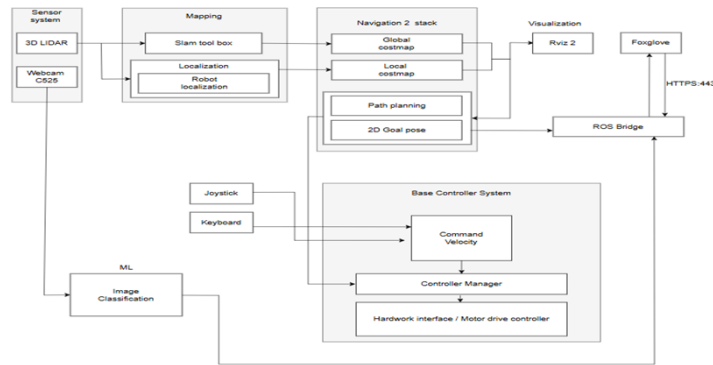 Sensor
system
3D LIDAR
Webcam
C525
Mapping
Slam tool box
Localization
Robot
localization
Navigation 2 stack
Global
costmap
Local
costmap
Path planning
2D Goal pose
Visualization
Rviz 2
Foxglove
HTTPS:443
ROS Bridge
Joystick
Keyboard
Base Controller System
Command
Velocity
Controller Manager
Hardwork interface / Motor drive controller
ML
Image
Classification